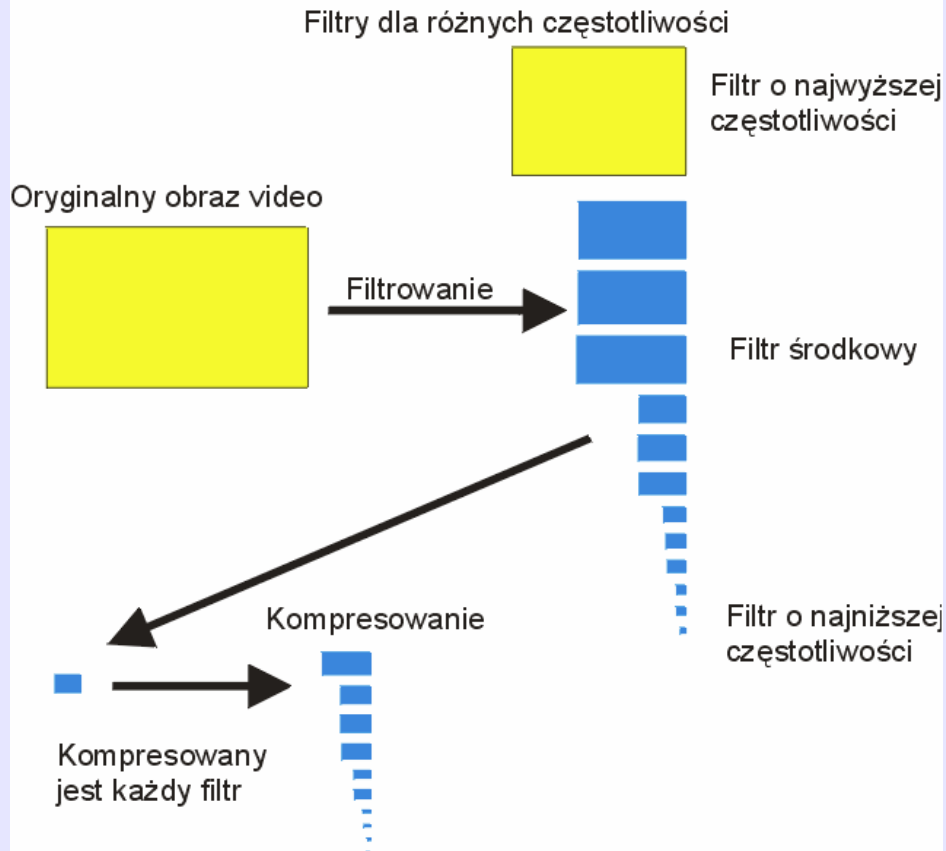 Filtry dla różnych częstotliwości
Filtr o najwyższej
częstotliwości
Oryginalny obraz video
Filtrowanie
Filtr środkowy
Kompresowanie
Filtr o najniższej
częstotliwości
Kompresowany
jest każdy filtr